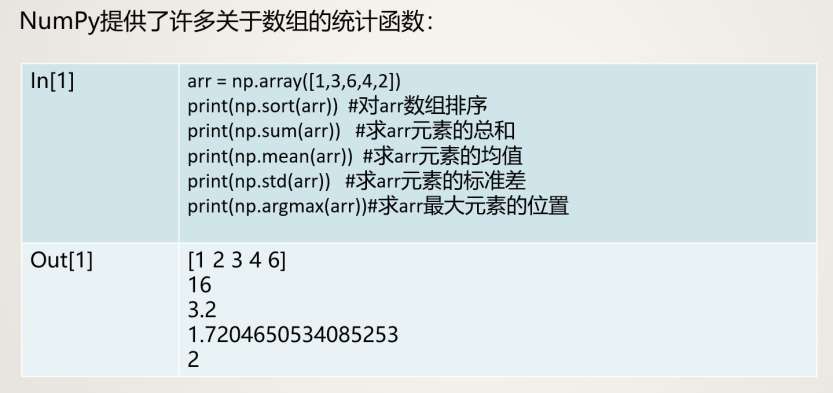 NumPy提供了许多关于数组的统计函数：
In[1]
arr = np.array([1,3,6,4,2])
print(np.sort(arr))  #对arr数组排序
print(np.sum(arr))   #求arr元素的总和
print(np.mean(arr))  #求arr元素的均值
print(np.std(arr))   #求arr元素的标准差
print(np.argmax(arr))#求arr最大元素的位置
Out[1]
[1 2 3 4 6]
16
3.2
1.7204650534085253
2